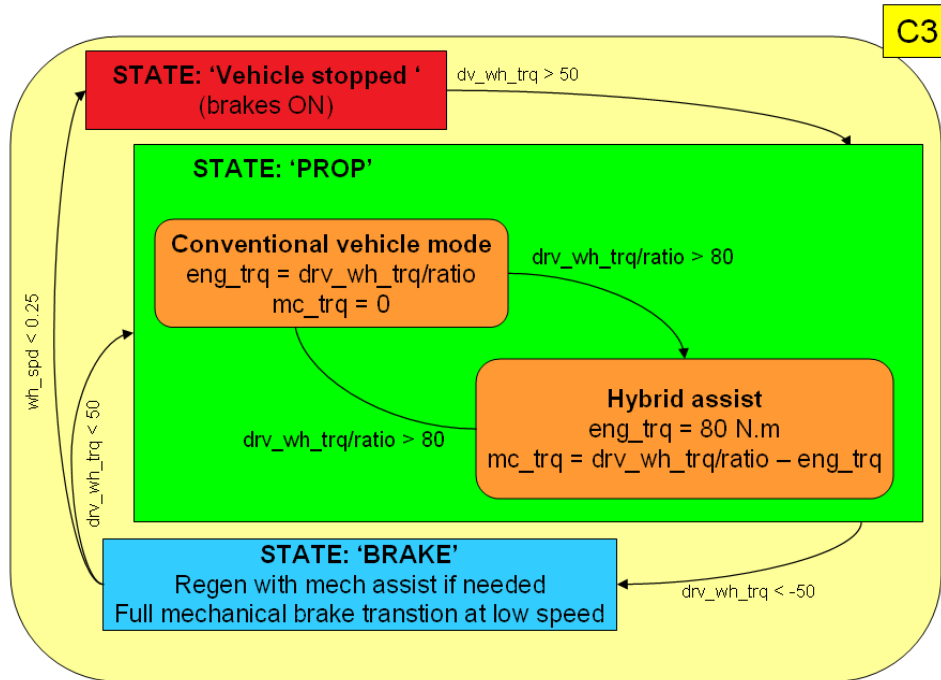 C3
STATE: ‘Vehicle stopped ‘
(brakes ON)
dv_wh_trq > 50
STATE: ‘PROP’
Conventional vehicle mode
eng_trq = drv_wh_trq/ratio
mc_trq = 0
drv_wh_trq/ratio > 80
Hybrid assist
eng_trq = 80 N.m
mc_trq = drv_wh_trq/ratio – eng_trq
drv_wh_trq/ratio > 80
wh_spd < 0.25
drv_wh_trq < 50
STATE: ‘BRAKE’
Regen with mech assist if needed
Full mechanical brake transtion at low speed
drv_wh_trq < -50